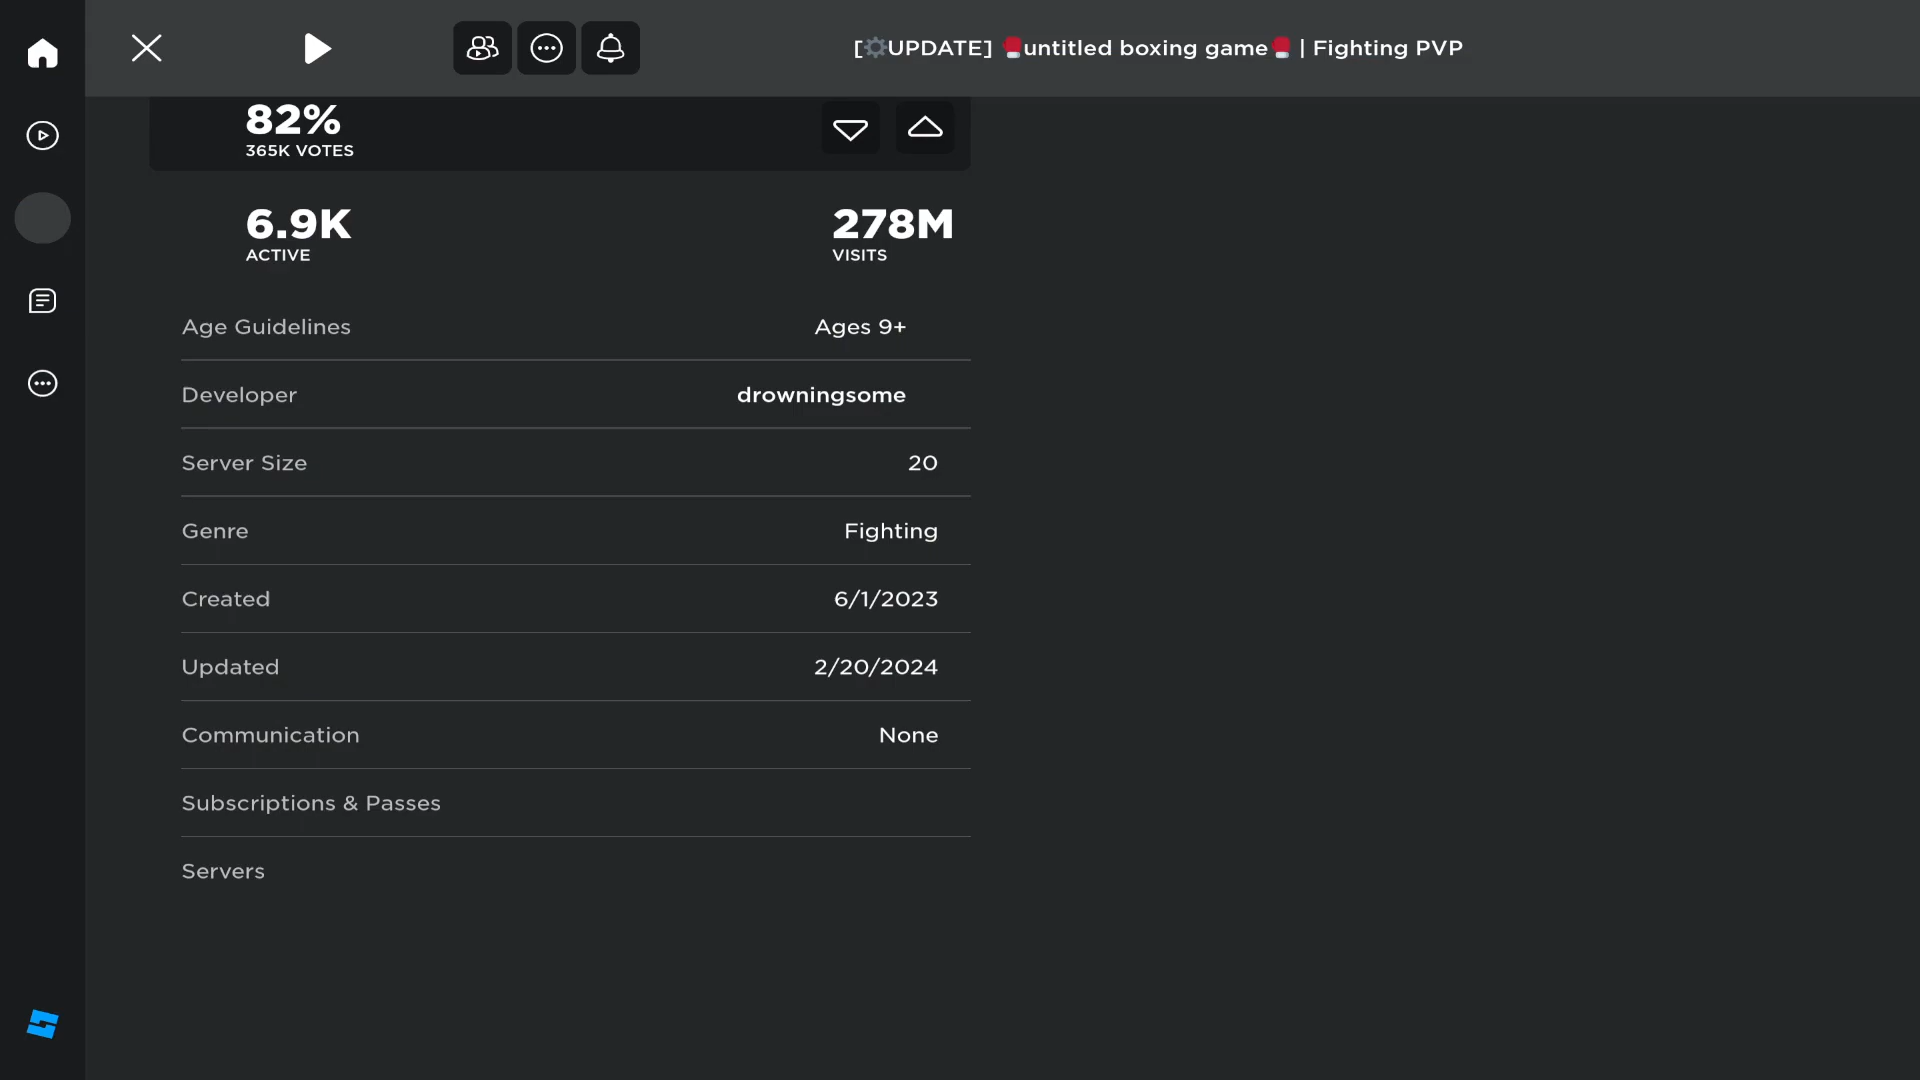 [⚙️UPDATE] 🥊untitled boxing game🥊 | Fighting PVP
82%
365K VOTES
6.9K
ACTIVE
278M
VISITS
Age Guidelines
Ages 9+
Developer
drowningsome
Server Size
20
Genre
Fighting
Created
6/1/2023
Updated
2/20/2024
Communication
None
Subscriptions & Passes
Servers